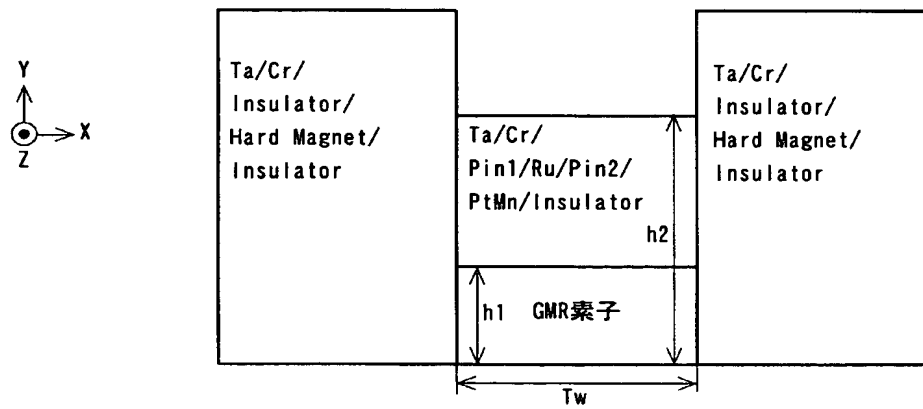 Y
X
Z
Ta/Cr/
Insulator/
Hard Magnet/
Insulator
Ta/Cr/
Pin1/Ru/Pin2/
PtMn/Insulator
h2
h1
GMR素子
Tw
Ta/Cr/
Insulator/
Hard Magnet/
Insulator